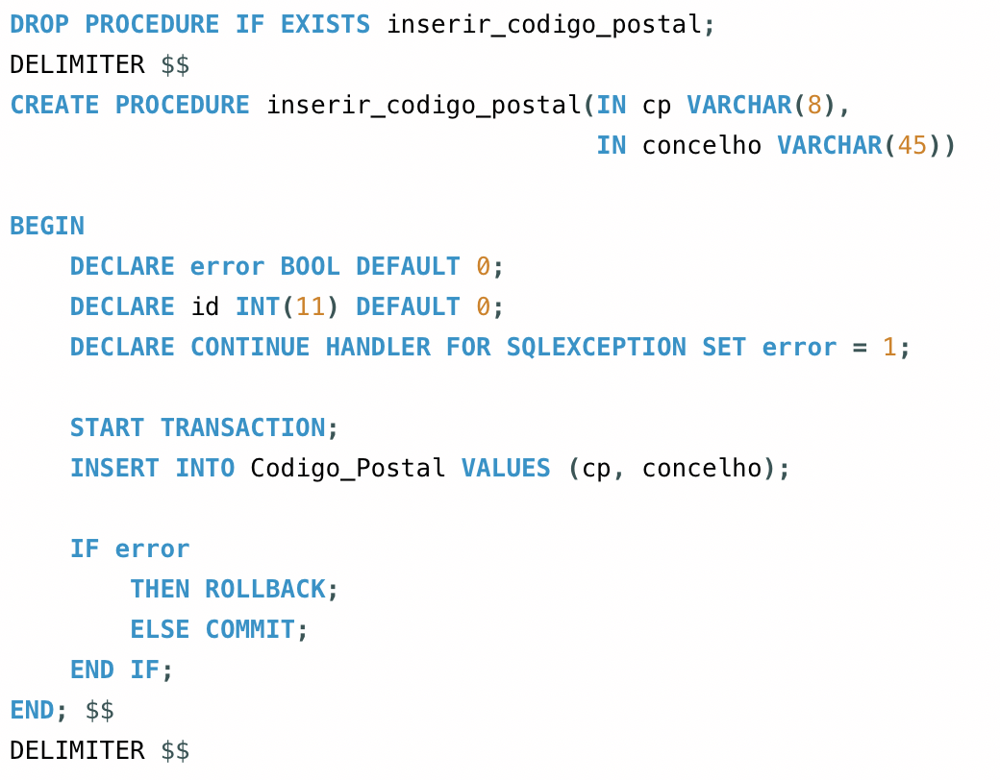 DROP PROCEDURE IF EXISTS inserir_codigo_postal;
DELIMITER $$
CREATE PROCEDURE inserir_codigo_postal(IN cp VARCHAR(8),
                                       IN concelho VARCHAR(45))

BEGIN
    DECLARE error BOOL DEFAULT 0;
    DECLARE id INT(11) DEFAULT 0;
    DECLARE CONTINUE HANDLER FOR SQLEXCEPTION SET error = 1;

    START TRANSACTION;
    INSERT INTO Codigo_Postal VALUES (cp, concelho);

    IF error
        THEN ROLLBACK;
        ELSE COMMIT;
    END IF;
END; $$
DELIMITER $$